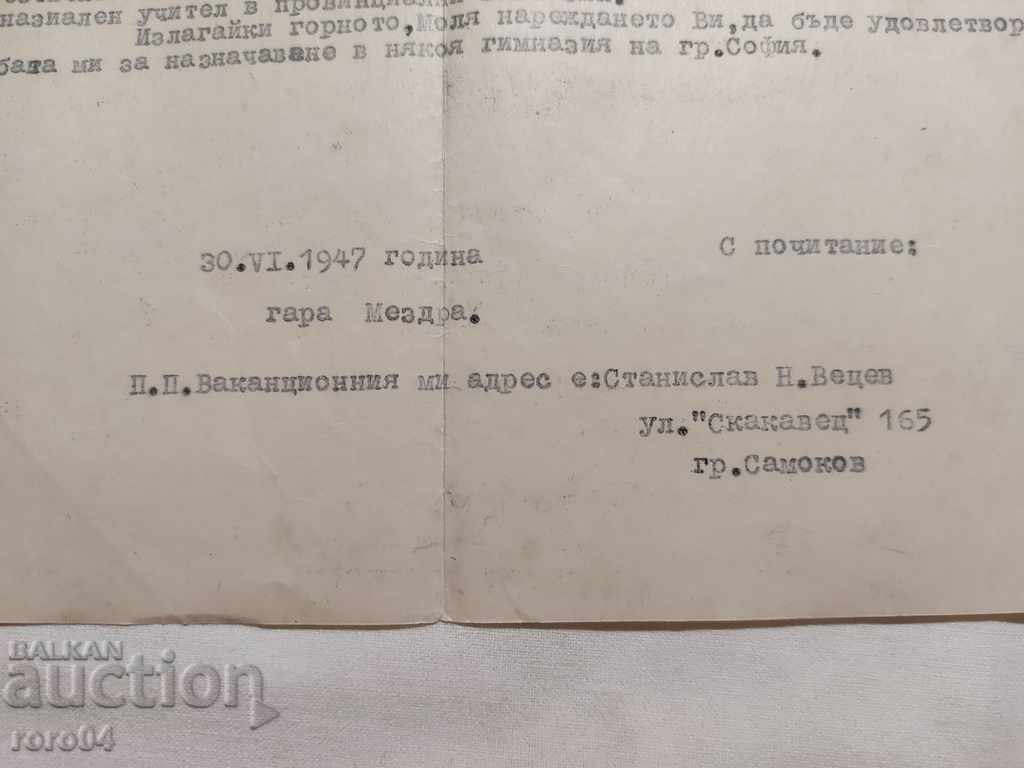 назиален учител в провинциални
Излагайки горното, Моля нареждането Ви, да бъде удовлетвор
бата ми за назначаване в някоя гимназия на гр.София.
30.VI.1947 година
С почитание:
гара Мездра.
П.П.Ваканционния ми адрес е:Станислав Н.Вецев
ул."Скакавец" 165
гр.Самоков
BALKAN
auction
roro04